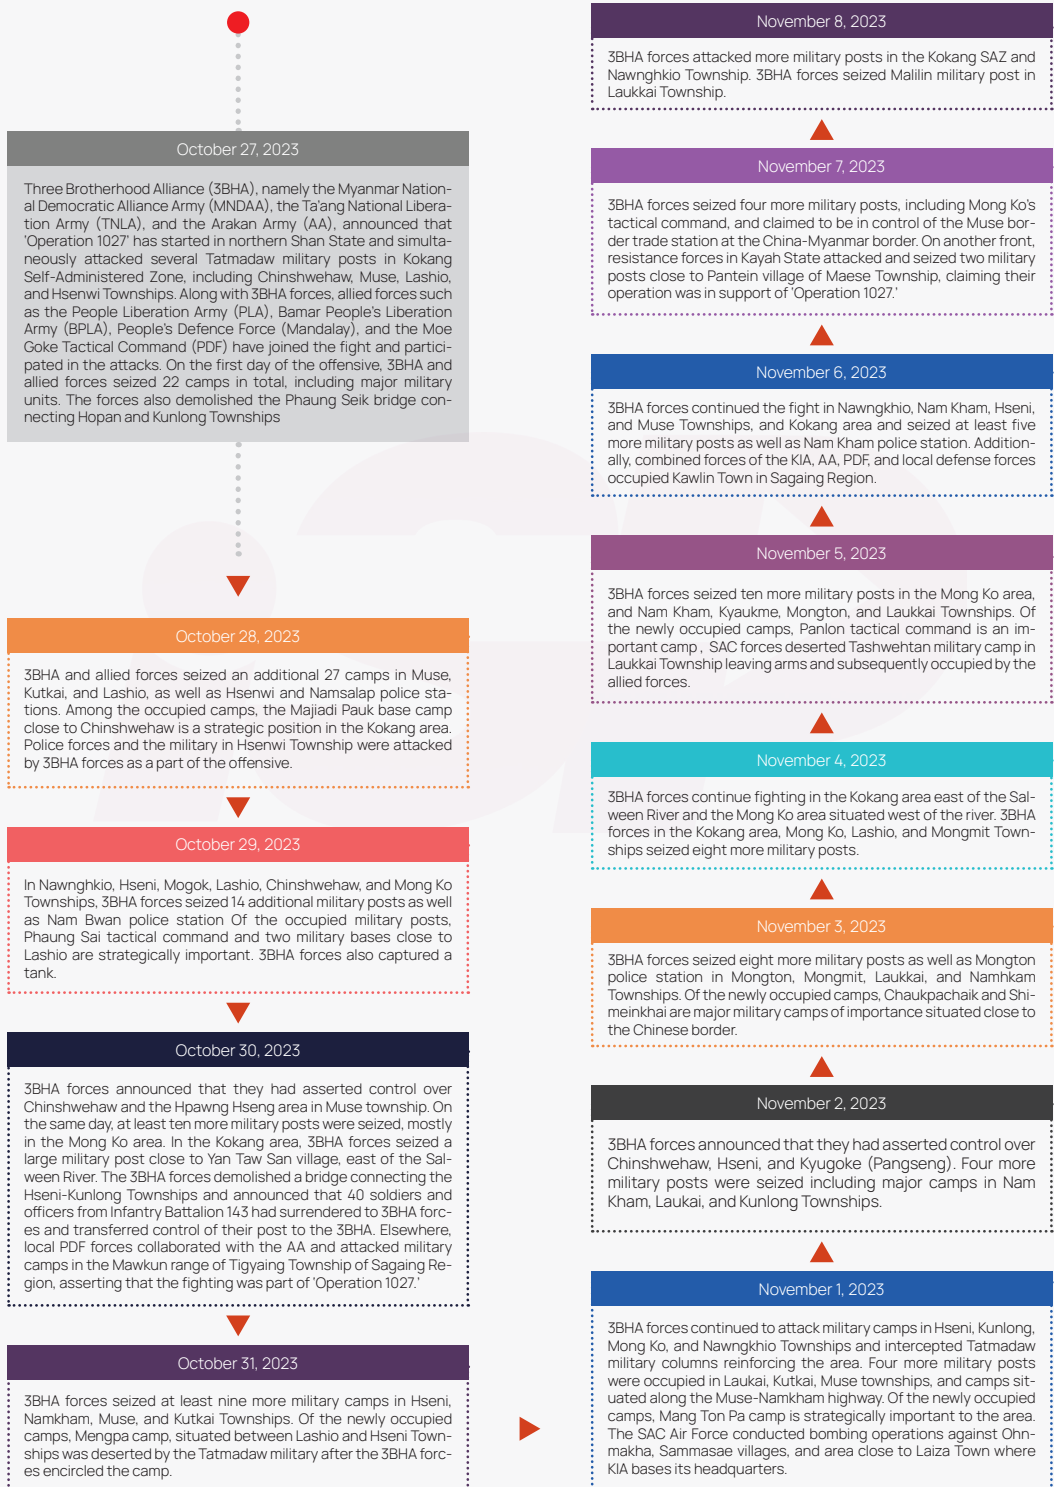 October 27, 2023
Three Brotherhood Alliance (3BHA), namely the Myanmar Nation-
al Democratic Alliance Army (MNDAA), the Ta'ang National Libera-
tion Army (TNLA), and the Arakan Army (AA), announced that
'Operation 1027' has started in northern Shan State and simulta-
neously attacked several Tatmadaw military posts in Kokang
Self-Administered Zone, including Chinshwehaw, Muse, Lashio,
and Hsenwi Townships. Along with 3BHA forces, allied forces such
as the People Liberation Army (PLA), Bamar People's Liberation
Army (BPLA), People's Defence Force (Mandalay), and the Moe
Goke Tactical Command (PDF) have joined the fight and partici-
pated in the attacks. On the first day of the offensive, 3BHA and
allied forces seized 22 camps in total, including major military
units. The forces also demolished the Phaung Seik bridge con-
necting Hopan and Kunlong Townships
October 28, 2023
3BHA and allied forces seized an additional 27 camps in Muse,
Kutkai, and Lashio, as well as Hsenwi and Namsalap police sta-
tions. Among the occupied camps, the Majiadi Pauk base camp
close to Chinshwehaw is a strategic position in the Kokang area.
Police forces and the military in Hsenwi Township were attacked
by 3BHA forces as a part of the offensive.
October 29, 2023
In Nawnghkio, Hseni, Mogok, Lashio, Chinshwehaw, and Mong Ko
Townships, 3BHA forces seized 14 additional military posts as well
as Nam Bwan police station Of the occupied military posts,
Phaung Sai tactical command and two military bases close to
Lashio are strategically important. 3BHA forces also captured a
tank.
October 30, 2023
3BHA forces announced that they had asserted control over
Chinshwehaw and the Hpawng Hseng area in Muse township. On
the same day, at least ten more military posts were seized, mostly
in the Mong Ko area. In the Kokang area, 3BHA forces seized a
large military post close to Yan Taw San village, east of the Sal-
ween River. The 3BHA forces demolished a bridge connecting the
Hseni-Kunlong Townships and announced that 40 soldiers and
officers from Infantry Battalion 143 had surrendered to 3BHA forc-
es and transferred control of their post to the 3BHA. Elsewhere,
local PDF forces collaborated with the AA and attacked military
camps in the Mawkun range of Tigyaing Township of Sagaing Re-
gion, asserting that the fighting was part of 'Operation 1027.'
October 31, 2023
3BHA forces seized at least nine more military camps in Hseni,
Namkham, Muse, and Kutkai Townships. Of the newly occupied
camps, Mengpa camp, situated between Lashio and Hseni Town-
ships was deserted by the Tatmadaw military after the 3BHA forc-
es encircled the camp.
November 1, 2023
3BHA forces continued to attack military camps in Hseni, Kunlong,
Mong Ko, and Nawngkhio Townships and intercepted Tatmadaw
military columns reinforcing the area. Four more military posts
were occupied in Laukai, Kutkai, Muse townships, and camps sit-
uated along the Muse-Namkham highway. Of the newly occupied
camps, Mang Ton Pa camp is strategically important to the area.
The SAC Air Force conducted bombing operations against Ohn-
makha, Sammasae villages, and area close to Laiza Town where
KIA bases its headquarters.
November 2, 2023
3BHA forces announced that they had asserted control over
Chinshwehaw, Hseni, and Kyugoke (Pangseng). Four more
military posts were seized including major camps in Nam
Kham, Laukai, and Kunlong Townships.
November 3, 2023
3BHA forces seized eight more military posts as well as Mongton
police station in Mongton, Mongmit, Laukkai, and Namhkam
Townships. Of the newly occupied camps, Chaukpachaik and Shi-
meinkhai are major military camps of importance situated close to
the Chinese border.
November 4, 2023
3BHA forces continue fighting in the Kokang area east of the Sal-
ween River and the Mong Ko area situated west of the river. 3BHA
forces in the Kokang area, Mong Ko, Lashio, and Mongmit Town-
ships seized eight more military posts.
November 5, 2023
3BHA forces seized ten more military posts in the Mong Ko area,
and Nam Kham, Kyaukme, Mongton, and Laukkai Townships. Of
the newly occupied camps, Panlon tactical command is an im-
portant camp , SAC forces deserted Tashwehtan military camp in
Laukkai Township leaving arms and subsequently occupied by the
allied forces.
November 6, 2023
3BHA forces continued the fight in Nawngkhio, Nam Kham, Hseni,
and Muse Townships, and Kokang area and seized at least five
more military posts as well as Nam Kham police station. Addition-
ally, combined forces of the KIA, AA, PDF, and local defense forces
occupied Kawlin Town in Sagaing Region.
November 7, 2023
3BHA forces seized four more military posts, including Mong Ko's
tactical command, and claimed to be in control of the Muse bor-
der trade station at the China-Myanmar border. On another front,
resistance forces in Kayah State attacked and seized two military
posts close to Pantein village of Maese Township, claiming their
operation was in support of 'Operation 1027.'
November 8, 2023
3BHA forces attacked more military posts in the Kokang SAZ and
Nawnghkio Township. 3BHA forces seized Malilin military post in
Laukkai Township.